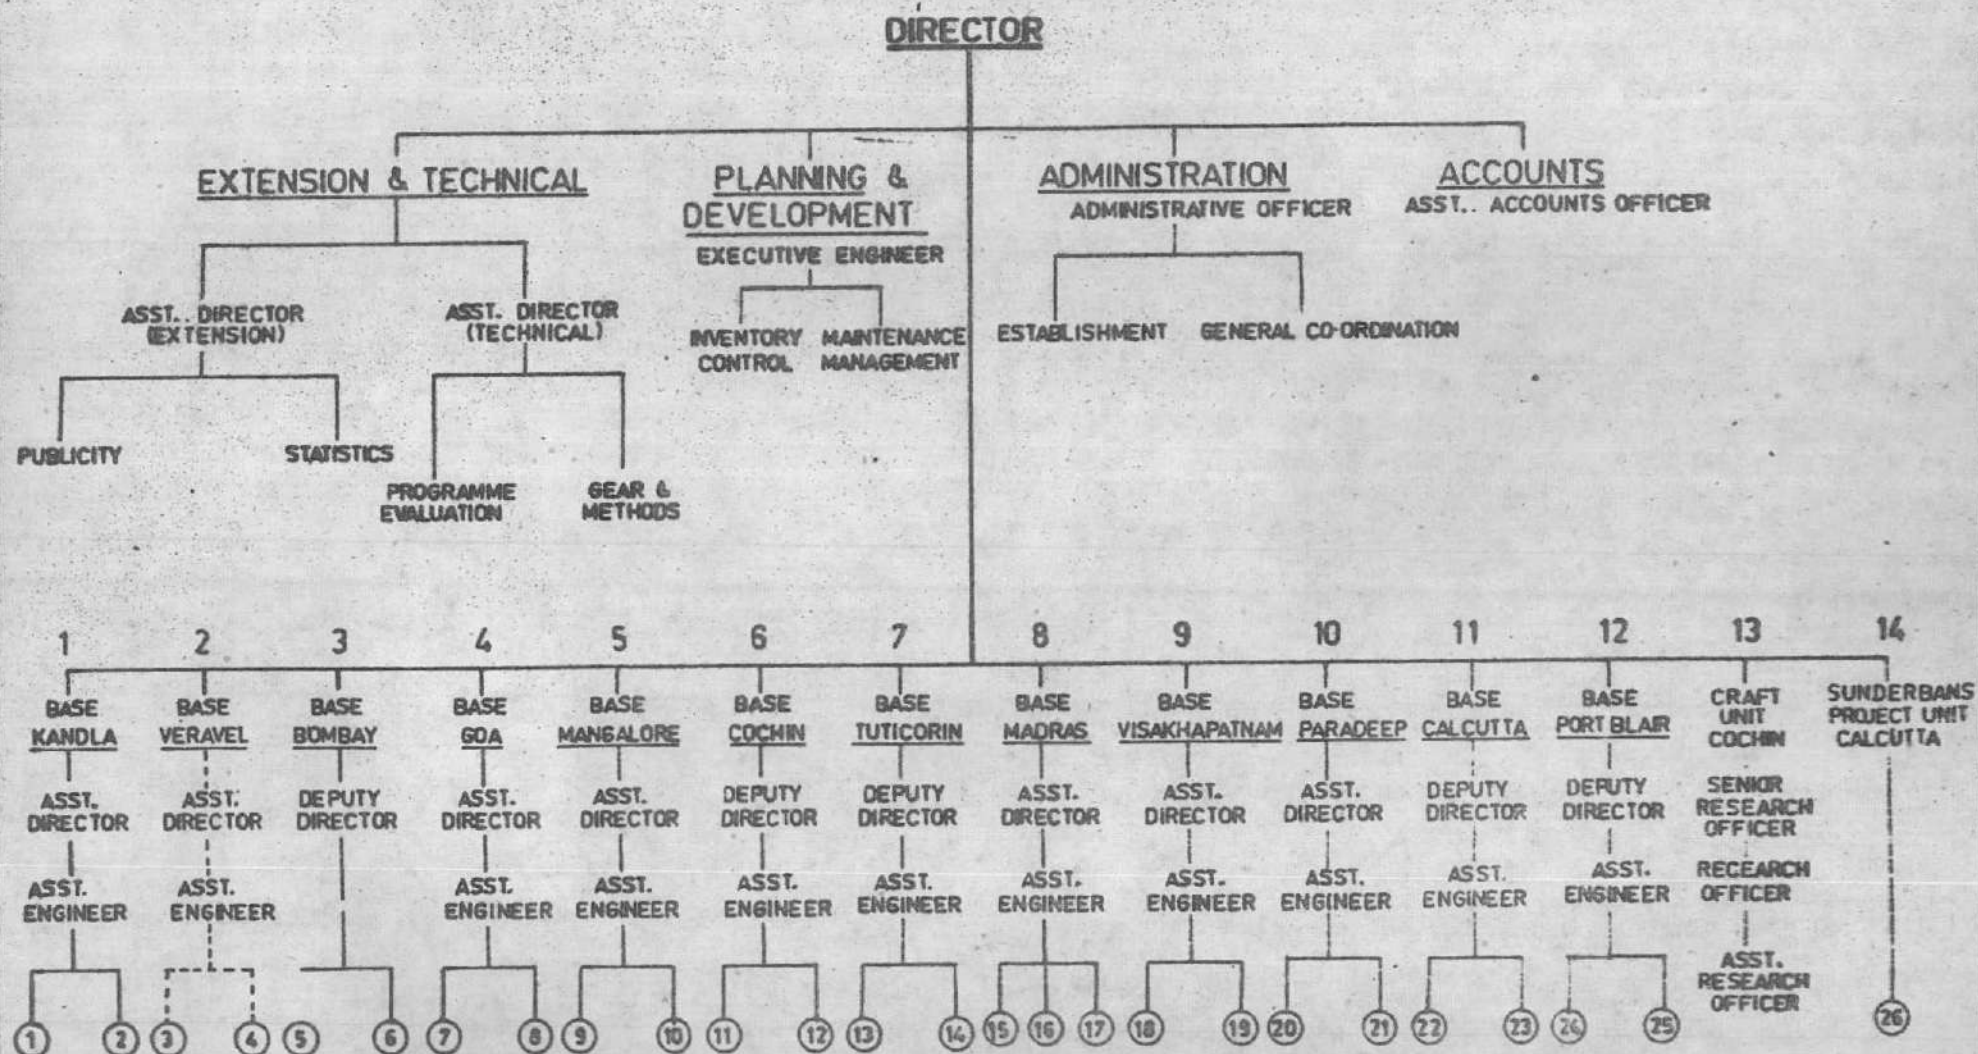 DIRECTOR
EXTENSION & TECHNICAL
PLANNING &
DEVELOPMENT
EXECUTIVE ENGINEER
ADMINISTRATION
ADMINISTRATIVE OFFICER
ACCOUNTS
ASST.. ACCOUNTS OFFICER
ASST.. DIRECTOR
(EXTENSION)
ASST. DIRECTOR
(TECHNICAL)
INVENTORY
CONTROL
MAINTENANCE
MANAGEMENT
ESTABLISHMENT
GENERAL CO-ORDINATION
PUBLICITY
STATISTICS
PROGRAMME
EVALUATION
GEAR &
METHODS
1
BASE
KANDLA
ASST.
DIRECTOR
ASST.
ENGINEER
1 2
2
BASE
VERAVEL
ASST.
DIRECTOR
ASST.
ENGINEER
3 4
3
BASE
BOMBAY
DEPUTY
DIRECTOR
5 6
4
BASE
GOA
ASST.
DIRECTOR
ASST.
ENGINEER
7 8
5
BASE
MANGALORE
ASST.
DIRECTOR
ASST.
ENGINEER
9 10
6
BASE
COCHIN
DEPUTY
DIRECTOR
ASST.
ENGINEER
11 12
7
BASE
TUTICORIN
DEPUTY
DIRECTOR
ASST.
ENGINEER
13 14
8
BASE
MADRAS
ASST.
DIRECTOR
ASST.
ENGINEER
15 16 17
9
BASE
VISAKHAPATNAM
ASST.
DIRECTOR
ASST.
ENGINEER
18 19
10
BASE
PARADEEP
ASST.
DIRECTOR
ASST.
ENGINEER
20 21
11
BASE
CALCUTTA
DEPUTY
DIRECTOR
ASST.
ENGINEER
22 23
12
BASE
PORT BLAIR
DEPUTY
DIRECTOR
ASST.
ENGINEER
24 25
13
CRAFT
UNIT
COCHIN
SENIOR
RESEARCH
OFFICER
RECEARCH
OFFICER
ASST.
RESEARCH
OFFICER
14
SUNDERBANS
PROJECT UNIT
CALCUTTA
26